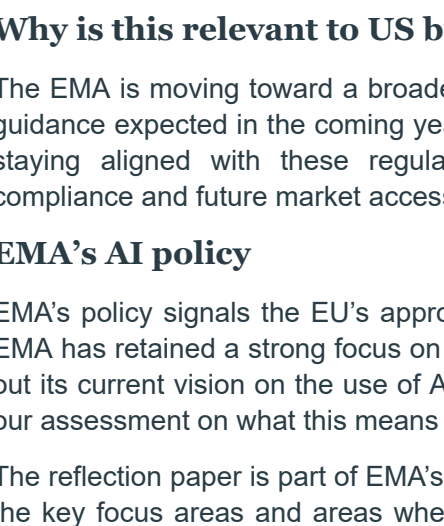 Why is this relevant to US b
The EMA is moving toward a broade
guidance expected in the coming yea
staying aligned with these regula
compliance and future market access
EMA's AI policy
EMA's policy signals the EU's appro
EMA has retained a strong focus on
out its current vision on the use of A
our assessment on what this means
The reflection paper is part of EMA's
the key focus areas and areas whe